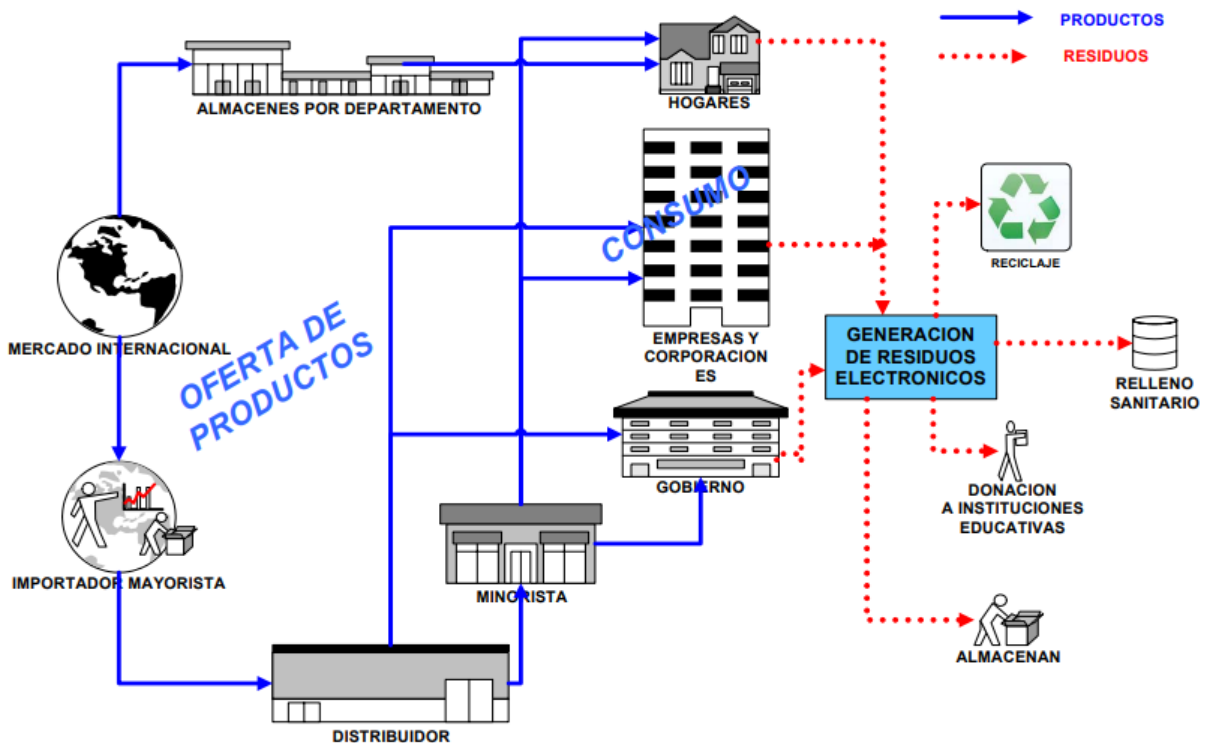 PRODUCTOS
RESIDUOS
ALMACENES POR DEPARTAMENTO
HOGARES
CONSUMO
RECICLAJE
MERCADO INTERNACIONAL
OFERTA DE
PRODUCTOS
EMPRESAS Y
CORPORACION
ES
GENERACION
DE RESIDUOS
ELECTRONICOS
RELLENO
SANITARIO
GOBIERNO
DONACION
A INSTITUCIONES
EDUCATIVAS
IMPORTADOR MAYORISTA
MINORISTA
ALMACENAN
DISTRIBUIDOR